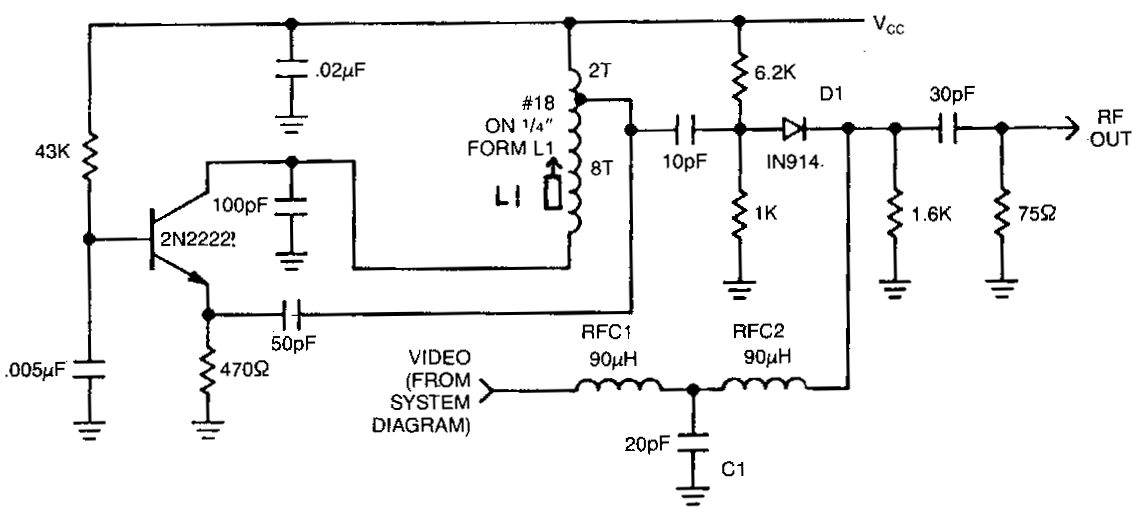 V_CC
.02µF
2T
6.2K
D1
30pF
#18
ON 1/4"
FORM L1
RF
OUT
43K
10pF
IN914.
8T
100pF
L1
1K
1.6K
75Ω
2N2222
50pF
RFC1
90µH
RFC2
90µH
.005µF
470Ω
VIDEO
(FROM
SYSTEM
DIAGRAM)
20pF
C1